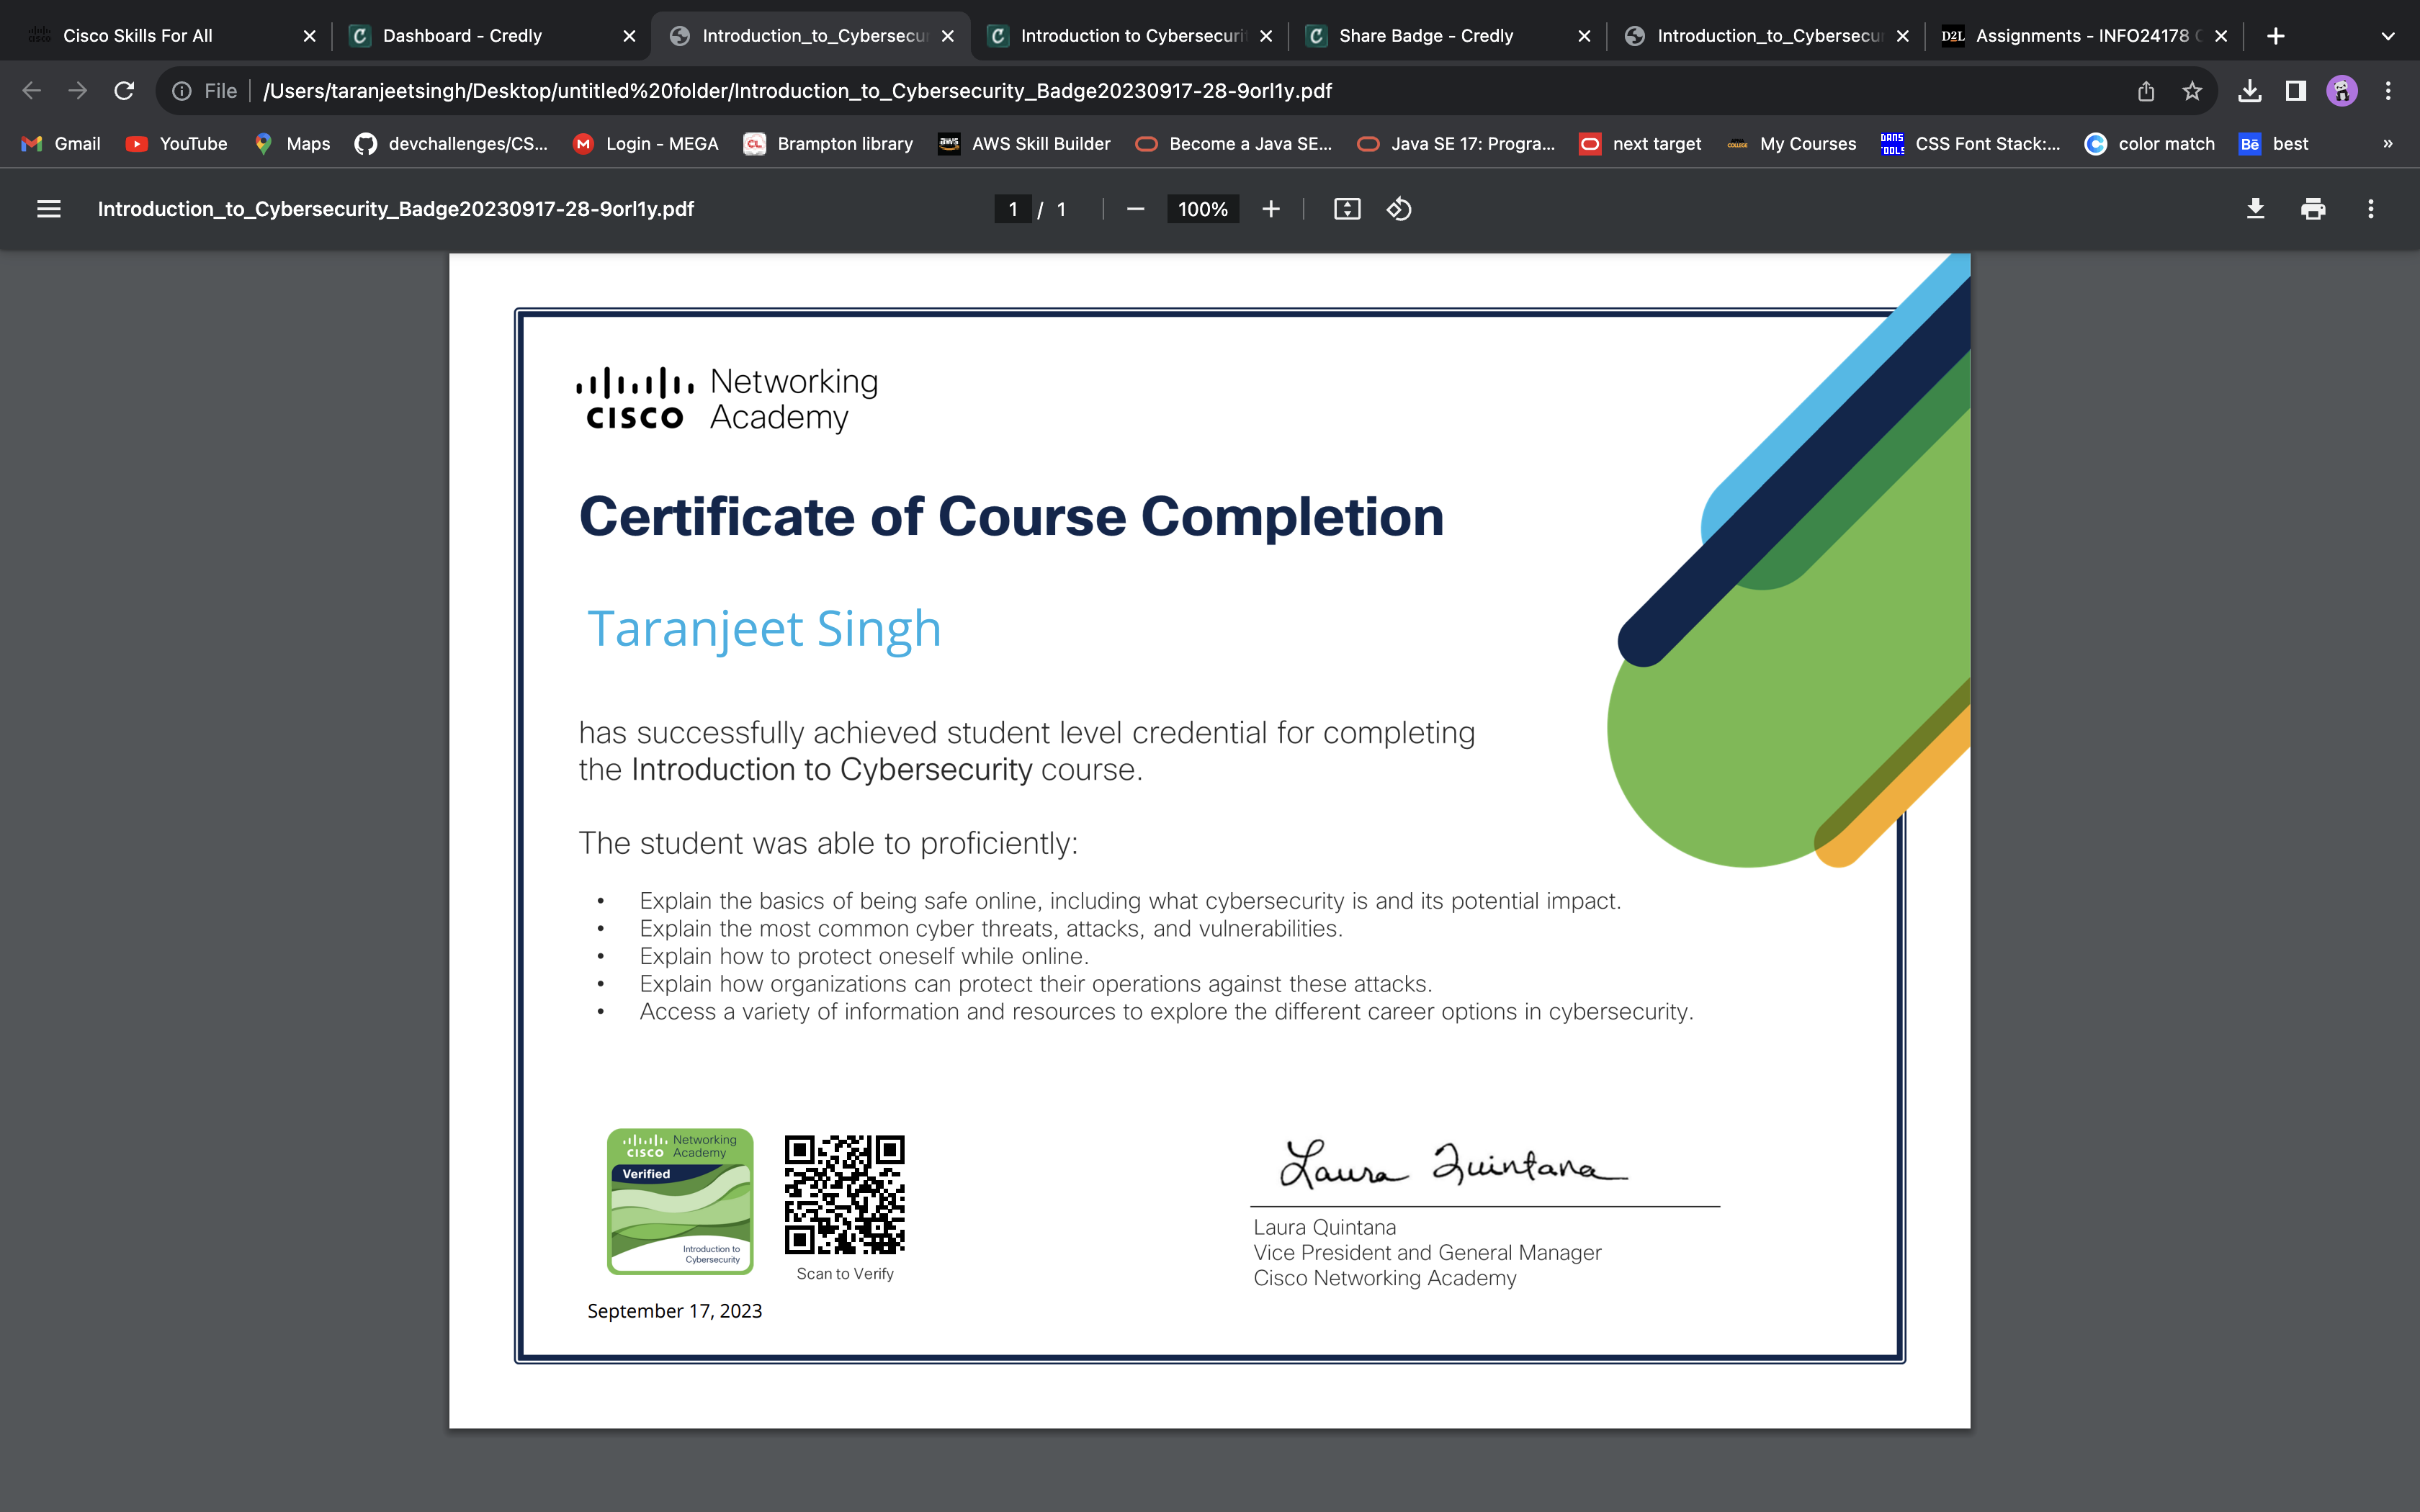 Cisco Skills For All
Dashboard - Credly
Introduction_to_Cybersecu
Introduction to Cybersecuri
Share Badge - Credly
Introduction_to_Cybersecu
D2L Assignments - INFO24178
File /Users/taranjeetsingh/Desktop/untitled%20folder/Introduction_to_Cybersecurity_Badge20230917-28-9orl1y.pdf
Gmail YouTube Maps devchallenges/CS... Login - MEGA Brampton library AWS Skill Builder Become a Java SE... Java SE 17: Progra... next target My Courses CSS Font Stack:... color match Bē best »
Introduction_to_Cybersecurity_Badge20230917-28-9orl1y.pdf 1 / 1 100%
CISCO Networking
Academy
Certificate of Course Completion
Taranjeet Singh
has successfully achieved student level credential for completing
the Introduction to Cybersecurity course.
The student was able to proficiently:
• Explain the basics of being safe online, including what cybersecurity is and its potential impact.
• Explain the most common cyber threats, attacks, and vulnerabilities.
• Explain how to protect oneself while online.
• Explain how organizations can protect their operations against these attacks.
• Access a variety of information and resources to explore the different career options in cybersecurity.
CISCO Networking
Academy
Verified
Introduction to
Cybersecurity
Scan to Verify
September 17, 2023
Laura Quintana
Laura Quintana
Vice President and General Manager
Cisco Networking Academy